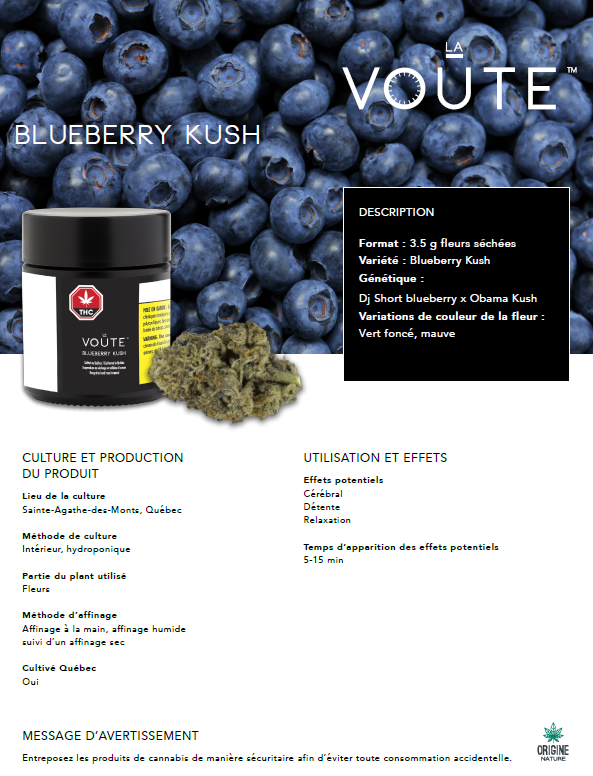 LA
VOÛTE™
BLUEBERRY KUSH
DESCRIPTION
Format : 3.5 g fleurs séchées
Variété : Blueberry Kush
Génétique :
Dj Short blueberry x Obama Kush
Variations de couleur de la fleur :
Vert foncé, mauve
THC
LA
VOÛTE
BLUEBERRY KUSH
MISE EN GARDE :
WARNING:
CULTURE ET PRODUCTION
DU PRODUIT
Lieu de la culture
Sainte-Agathe-des-Monts, Québec
Méthode de culture
Intérieur, hydroponique
Partie du plant utilisé
Fleurs
Méthode d’affinage
Affinage à la main, affinage humide
suivi d’un affinage sec
Cultivé Québec
Oui
UTILISATION ET EFFETS
Effets potentiels
Cérébral
Détente
Relaxation
Temps d’apparition des effets potentiels
5-15 min
MESSAGE D’AVERTISSEMENT
Entreposez les produits de cannabis de manière sécuritaire afin d’éviter toute consommation accidentelle.
ORIGINE
NATURE